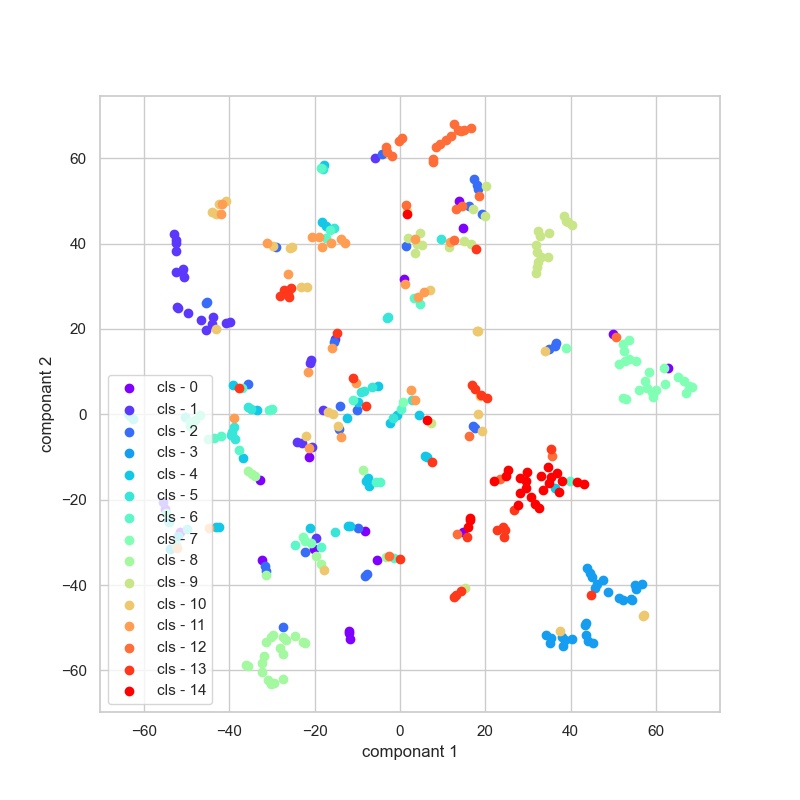 60
40
20
0
−20
−40
−60
componant 2
cls - 0
cls - 1
cls - 2
cls - 3
cls - 4
cls - 5
cls - 6
cls - 7
cls - 8
cls - 9
cls - 10
cls - 11
cls - 12
cls - 13
cls - 14
−60 −40 −20 0 20 40 60
componant 1